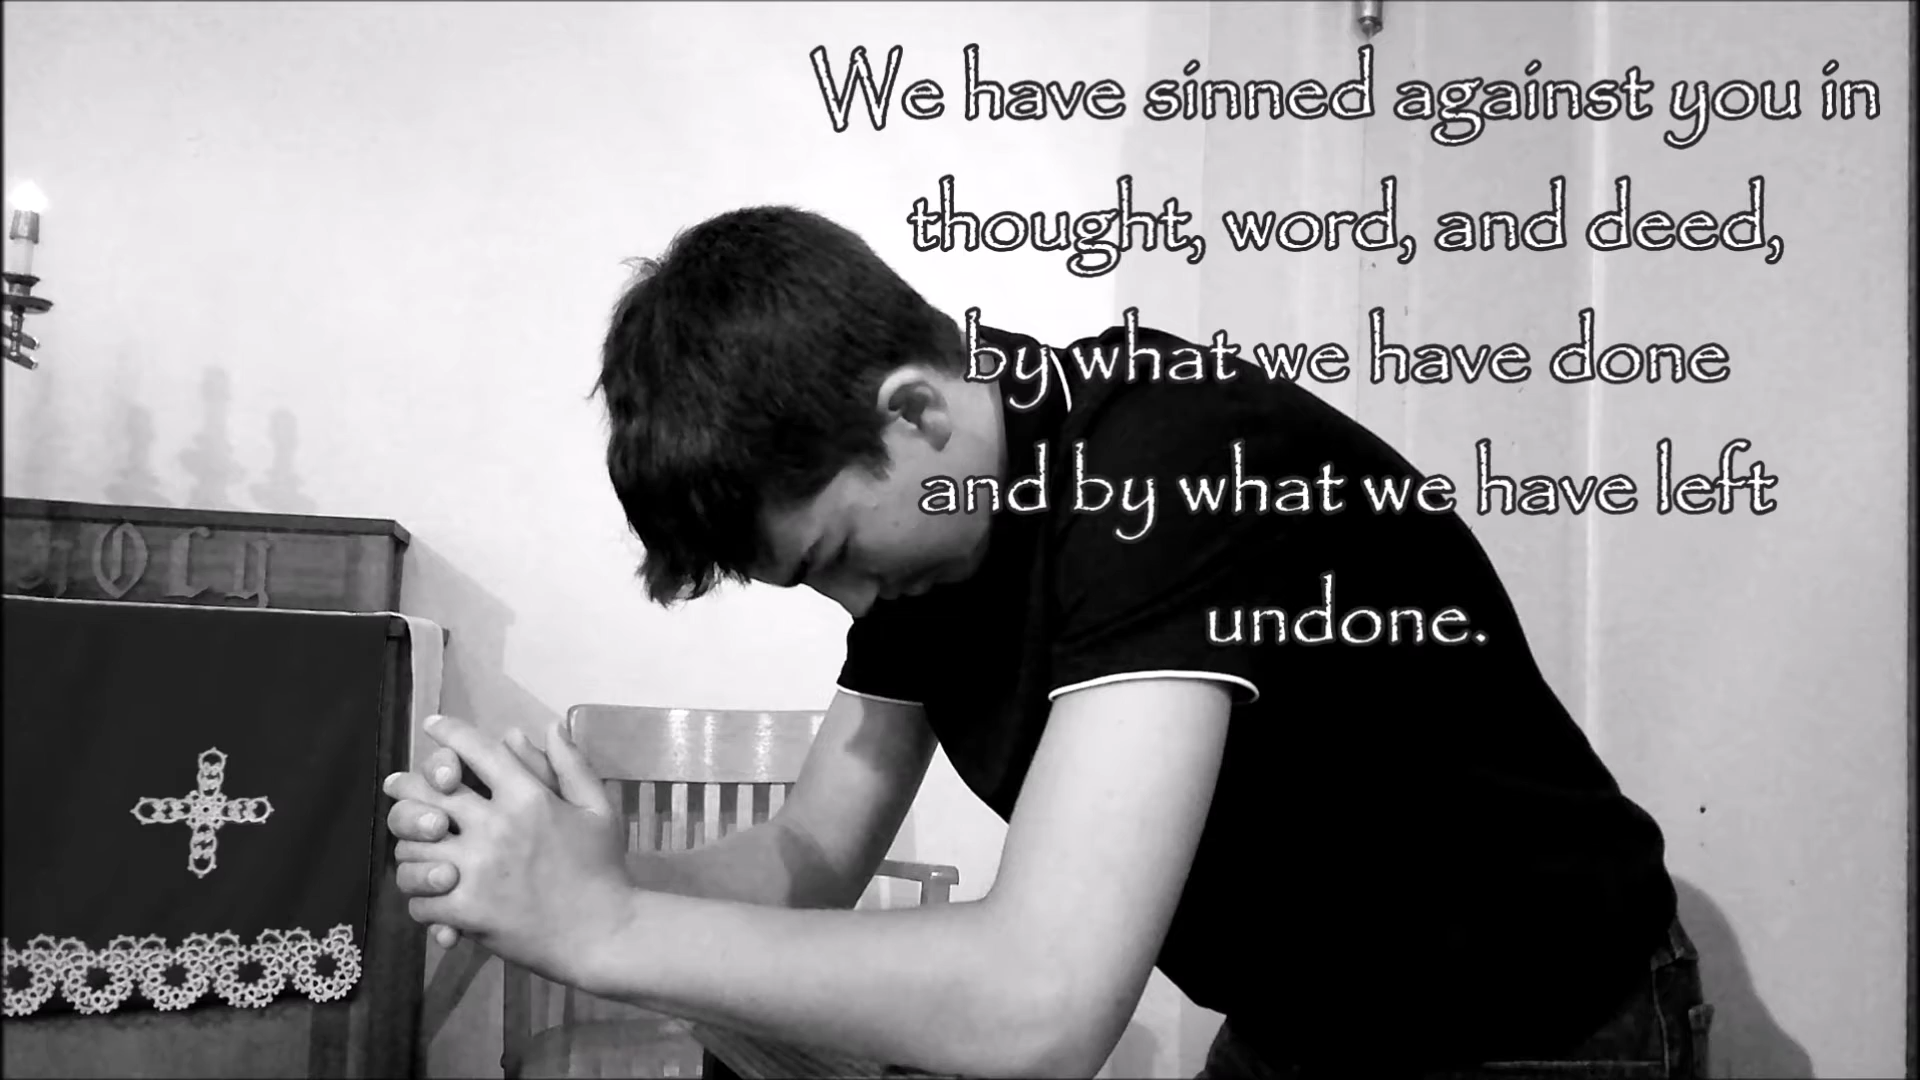 We have sinned against you in
thought, word, and deed,
by what we have done
and by what we have left
undone.
HOLY